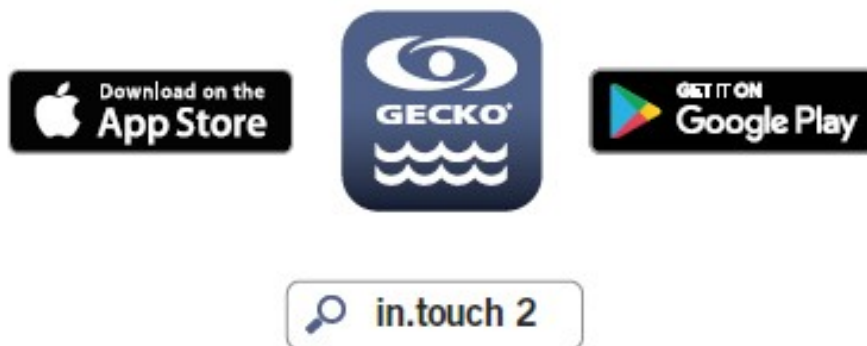 Download on the
App Store
GECKO
GET IT ON
Google Play
in.touch 2